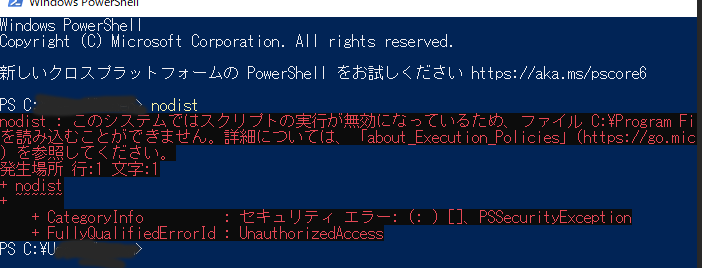 Windows PowerShell
Windows PowerShell
Copyright (C) Microsoft Corporation. All rights reserved.
新しいクロスプラットフォームの PowerShell をお試しください https://aka.ms/pscore6
PS C:                > nodist
nodist : このシステムではスクリプトの実行が無効になっているため、ファイル C:\Program Fi
を読み込むことができません。詳細については、「about_Execution_Policies」(https://go.mic
) を参照してください。
発生場所 行:1 文字:1
+ nodist
+ ~~~~~~
    + CategoryInfo          : セキュリティ エラー: (: ) []、PSSecurityException
    + FullyQualifiedErrorId : UnauthorizedAccess
PS C:\U                >